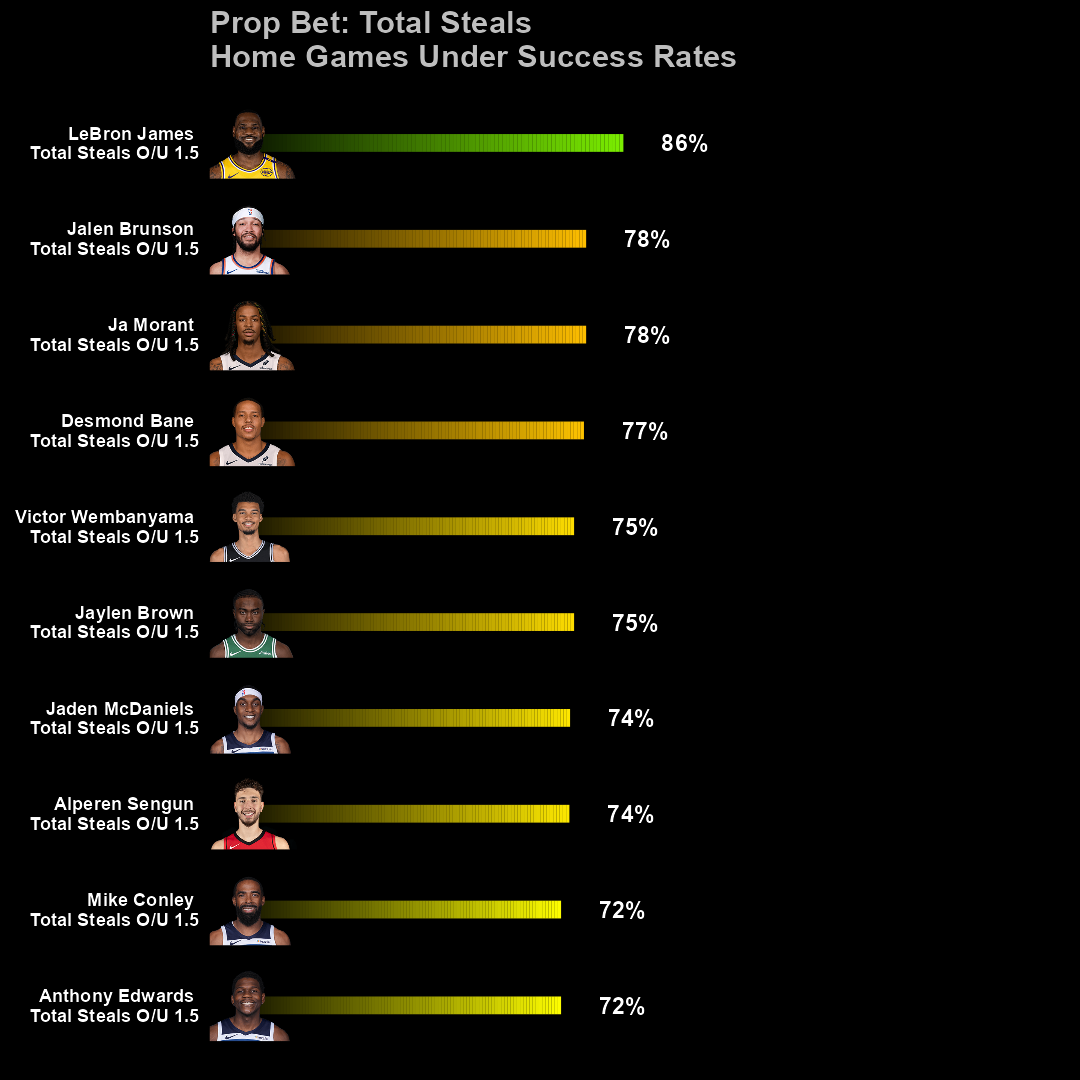 Prop Bet: Total Steals
Home Games Under Success Rates
LeBron James
Total Steals O/U 1.5
86%
Jalen Brunson
Total Steals O/U 1.5
78%
Ja Morant
Total Steals O/U 1.5
78%
Desmond Bane
Total Steals O/U 1.5
77%
Victor Wembanyama
Total Steals O/U 1.5
75%
Jaylen Brown
Total Steals O/U 1.5
75%
Jaden McDaniels
Total Steals O/U 1.5
74%
Alperen Sengun
Total Steals O/U 1.5
74%
Mike Conley
Total Steals O/U 1.5
72%
Anthony Edwards
Total Steals O/U 1.5
72%